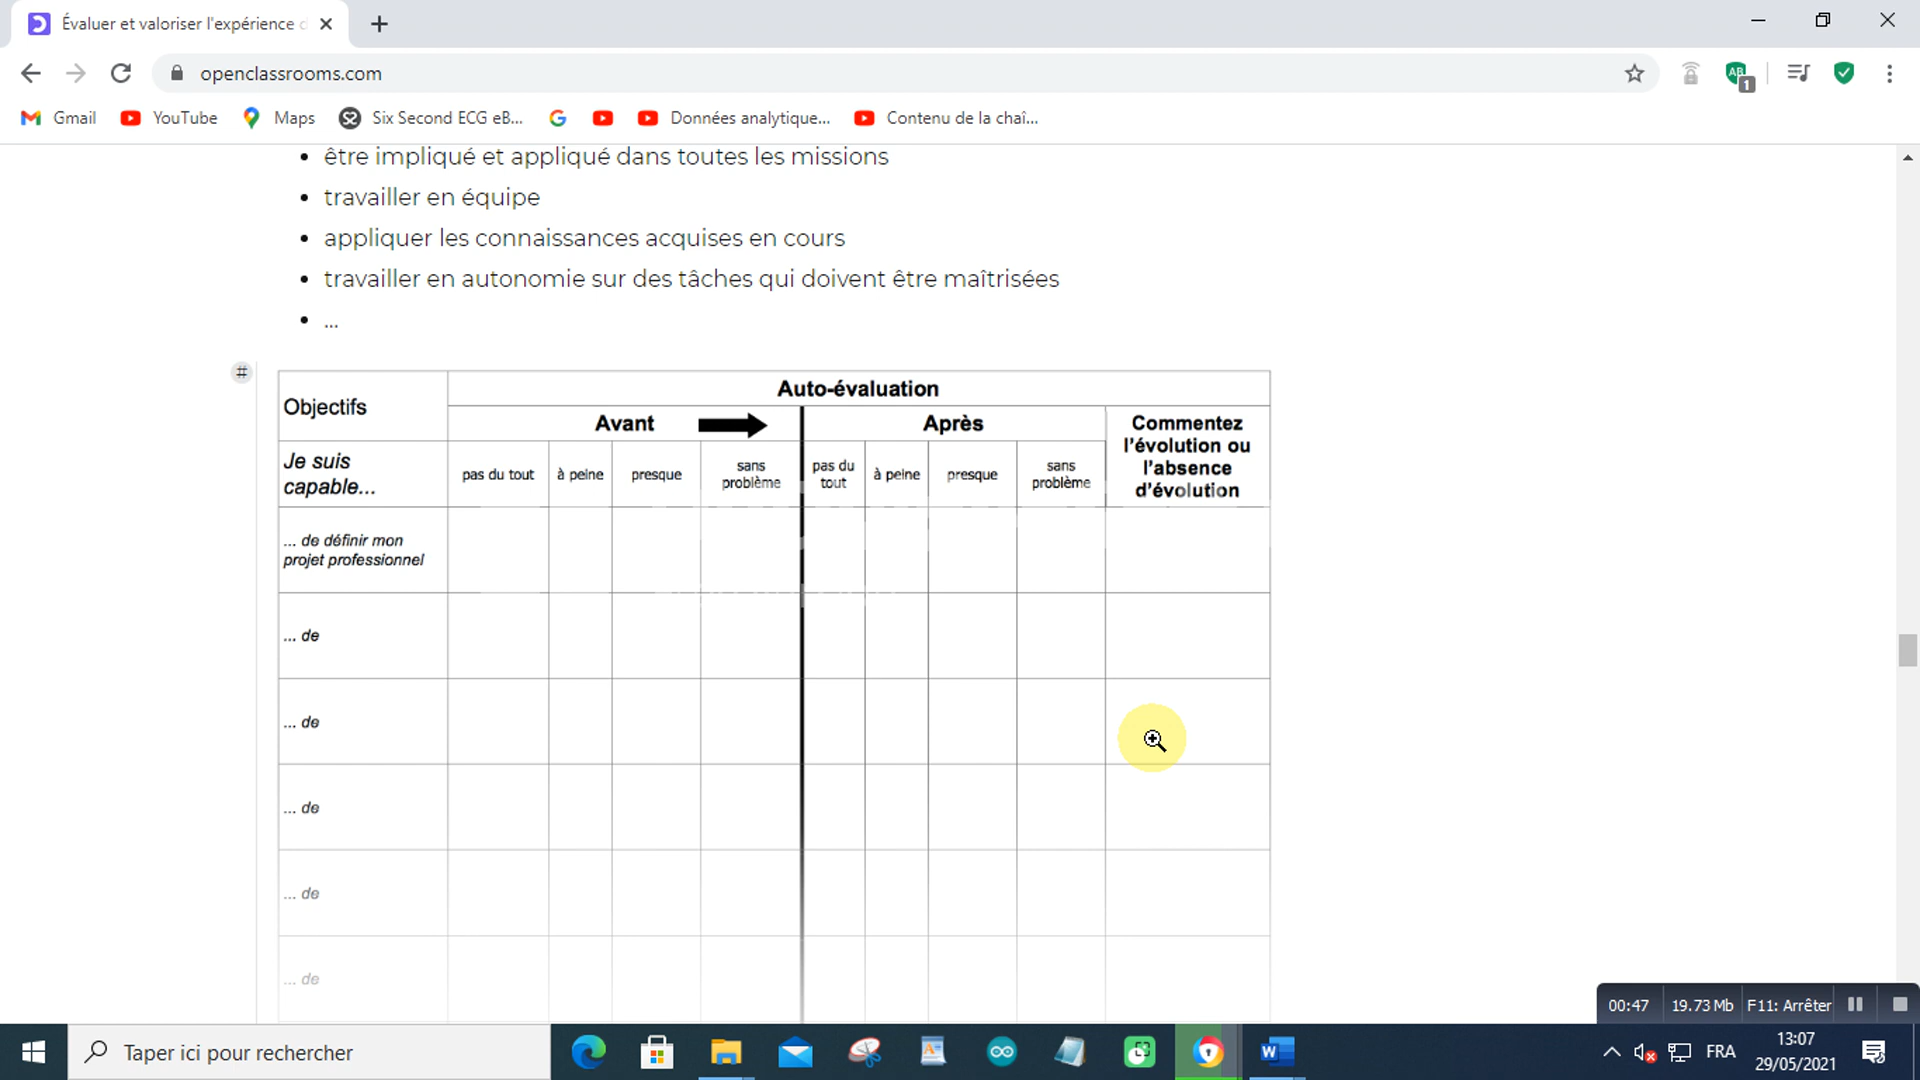 Évaluer et valoriser l'expérience d
openclassrooms.com
1
Gmail
YouTube
Maps
Six Second ECG eB...
Données analytique...
Contenu de la chaî...
• être impliqué et appliqué dans toutes les missions
• travailler en équipe
• appliquer les connaissances acquises en cours
• travailler en autonomie sur des tâches qui doivent être maîtrisées
• ...
#
Objectifs
Auto-évaluation
Avant
Après
Commentez
l'évolution ou
l'absence
d'évolution
Je suis
capable...
pas du tout
à peine
presque
sans
problème
pas du
tout
à peine
presque
sans
problème
... de définir mon
projet professionnel
... de
... de
... de
... de
... de
00:47
19.73 Mb
F11: Arrêter
Taper ici pour rechercher
FRA
13:07
29/05/2021